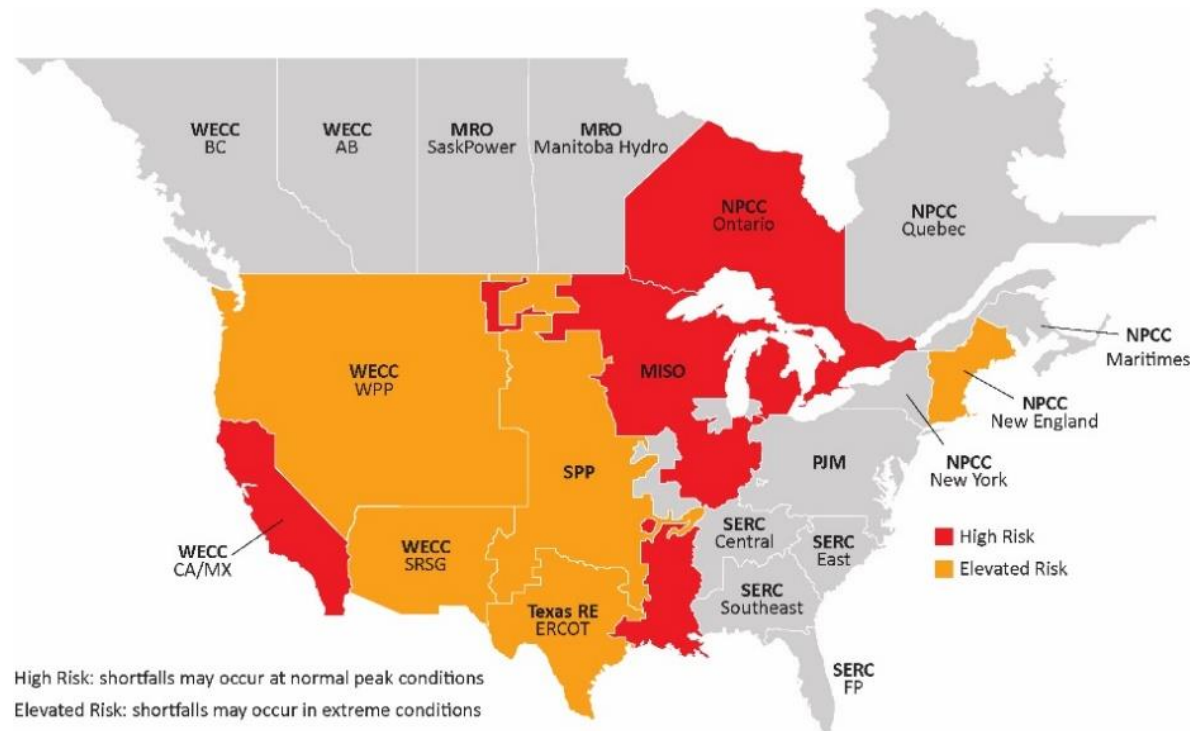 WECC
BC
WECC
AB
MRO
SaskPower
MRO
Manitoba Hydro
NPCC
Ontario
NPCC
Quebec
NPCC
Maritimes
WECC
WPP
MISO
NPCC
New England
NPCC
New York
PJM
SPP
WECC
CA/MX
WECC
SRSG
SERC
Central
SERC
East
SERC
Southeast
Texas RE
ERCOT
SERC
FP
High Risk
Elevated Risk
High Risk: shortfalls may occur at normal peak conditions
Elevated Risk: shortfalls may occur in extreme conditions